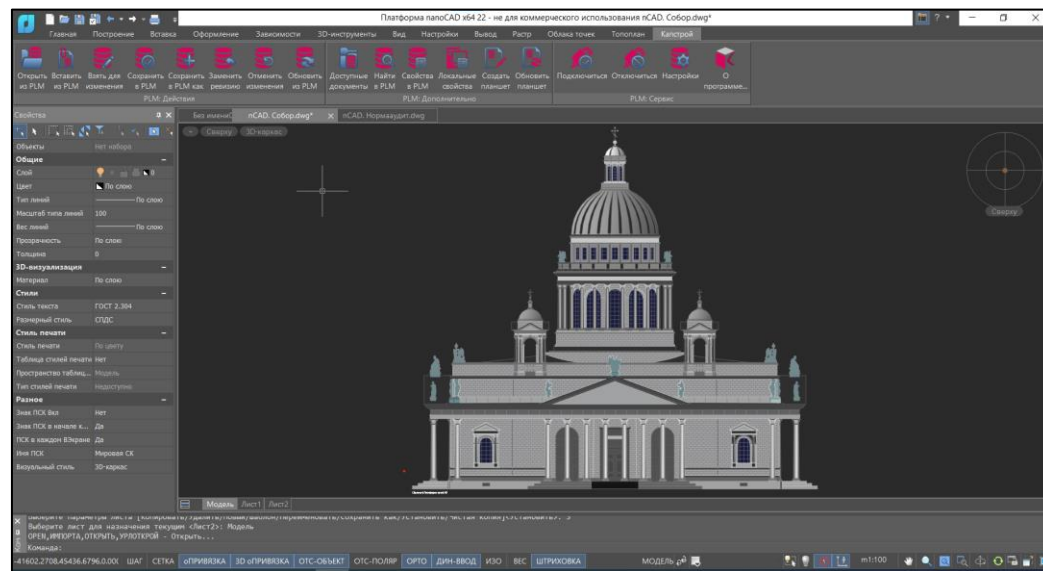 Платформа nanoCAD x64 22 - не для коммерческого использования nCAD. Собор.dwg*
Главная Построение Вставка Оформление Зависимости 3D-инструменты Вид Настройки Вывод Растр Облака точек Топоплан Капстрой
Открыть из PLM
Вставить из PLM
Взять для изменения
Сохранить в PLM
Сохранить в PLM как
Заменить ревизию
Отменить изменения
Обновить из PLM
Доступные документы
Найти в PLM
Свойства в PLM
Локальные свойства
Создать планшет
Обновить планшет
Подключиться
Отключиться
Настройки
О программе...
PLM: Действия PLM: Дополнительно PLM: Сервис
Свойства
Без имени0 nCAD. Собор.dwg* nCAD. Нормааудит.dwg
Сверху 3D-каркас
Объекты Нет набора
Общие
Слой 0
Цвет По слою
Тип линий По слою
Масштаб типа линий 100
Вес линий По слою
Прозрачность По слою
Толщина 0
3D-визуализация
Материал По слою
Стили
Стиль текста ГОСТ 2.304
Размерный стиль СПДС
Стиль печати
Стиль печати По цвету
Таблица стилей печати Нет
Пространство таблиц... Модель
Тип стилей печати Недоступно
Разное
Знак ПСК Вкл Нет
Знак ПСК в начале к... Да
ПСК в каждом ВЭкране Да
Имя ПСК Мировая СК
Визуальный стиль 3D-каркас
Сверху
Модель Лист1 Лист2
Выберите лист для назначения текущим <Лист2>: Модель
OPEN,ИМПОРТА,ОТКРЫТЬ,УРЛОТКРОЙ - Открыть...
Команда:
-41602.2708,45436.6796,0.00( ШАГ СЕТКА оПРИВЯЗКА 3D оПРИВЯЗКА ОТС-ОБЪЕКТ ОТС-ПОЛЯР ОРТО ДИН-ВВОД ИЗО ВЕС ШТРИХОВКА МОДЕЛЬ m1:100